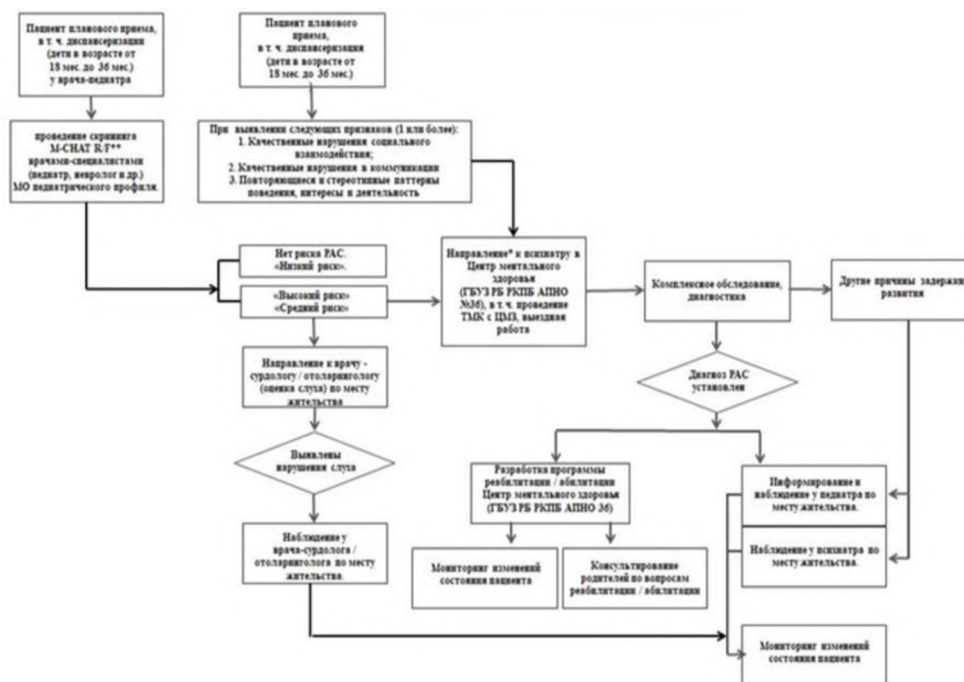 Пациент планового приема,
в т. ч. диспансеризации
(дети в возрасте от
18 мес. до 36 мес.)
у врача-педиатра
Пациент планового
приема,
в т. ч. диспансеризация
(дети в возрасте от
18 мес. до 36 мес.)
проведение скрининга
M-CHAT R/F**
врачами-специалистами
(педиатр, невролог и др.)
МО педиатрического профиля.
При выявлении следующих признаков (1 или более):
1. Качественные нарушения социального
взаимодействия;
2. Качественные нарушения в коммуникации
3. Повторяющиеся и стереотипные паттерны
поведения, интересы и деятельность
Нет риска РАС.
«Низкий риск».
«Высокий риск»
«Средний риск»
Направление* к психиатру в
Центр ментального
здоровья
(ГБУЗ РБ РКПБ АПНО
№36), в т. ч. проведение
ТМК с ЦМЗ, выездная
работа
Комплексное обследование,
диагностика
Другие причины задержки
развития
Направление к врачу -
сурдологу / отоларингологу
(оценка слуха) по месту
жительства
Диагноз РАС
установлен
Выявлены
нарушения слуха
Разработка программы
реабилитации / абилитации
Центр ментального здоровья
(ГБУЗ РБ РКПБ АПНО 36)
Информирование и
наблюдение у педиатра по
месту жительства.
Наблюдение у
врача-сурдолога /
отоларинголога по месту
жительства.
Мониторинг изменений
состояния пациента
Консультирование
родителей по вопросам
реабилитации / абилитации
Наблюдение у психиатра по
месту жительства.
Мониторинг изменений
состояния пациента